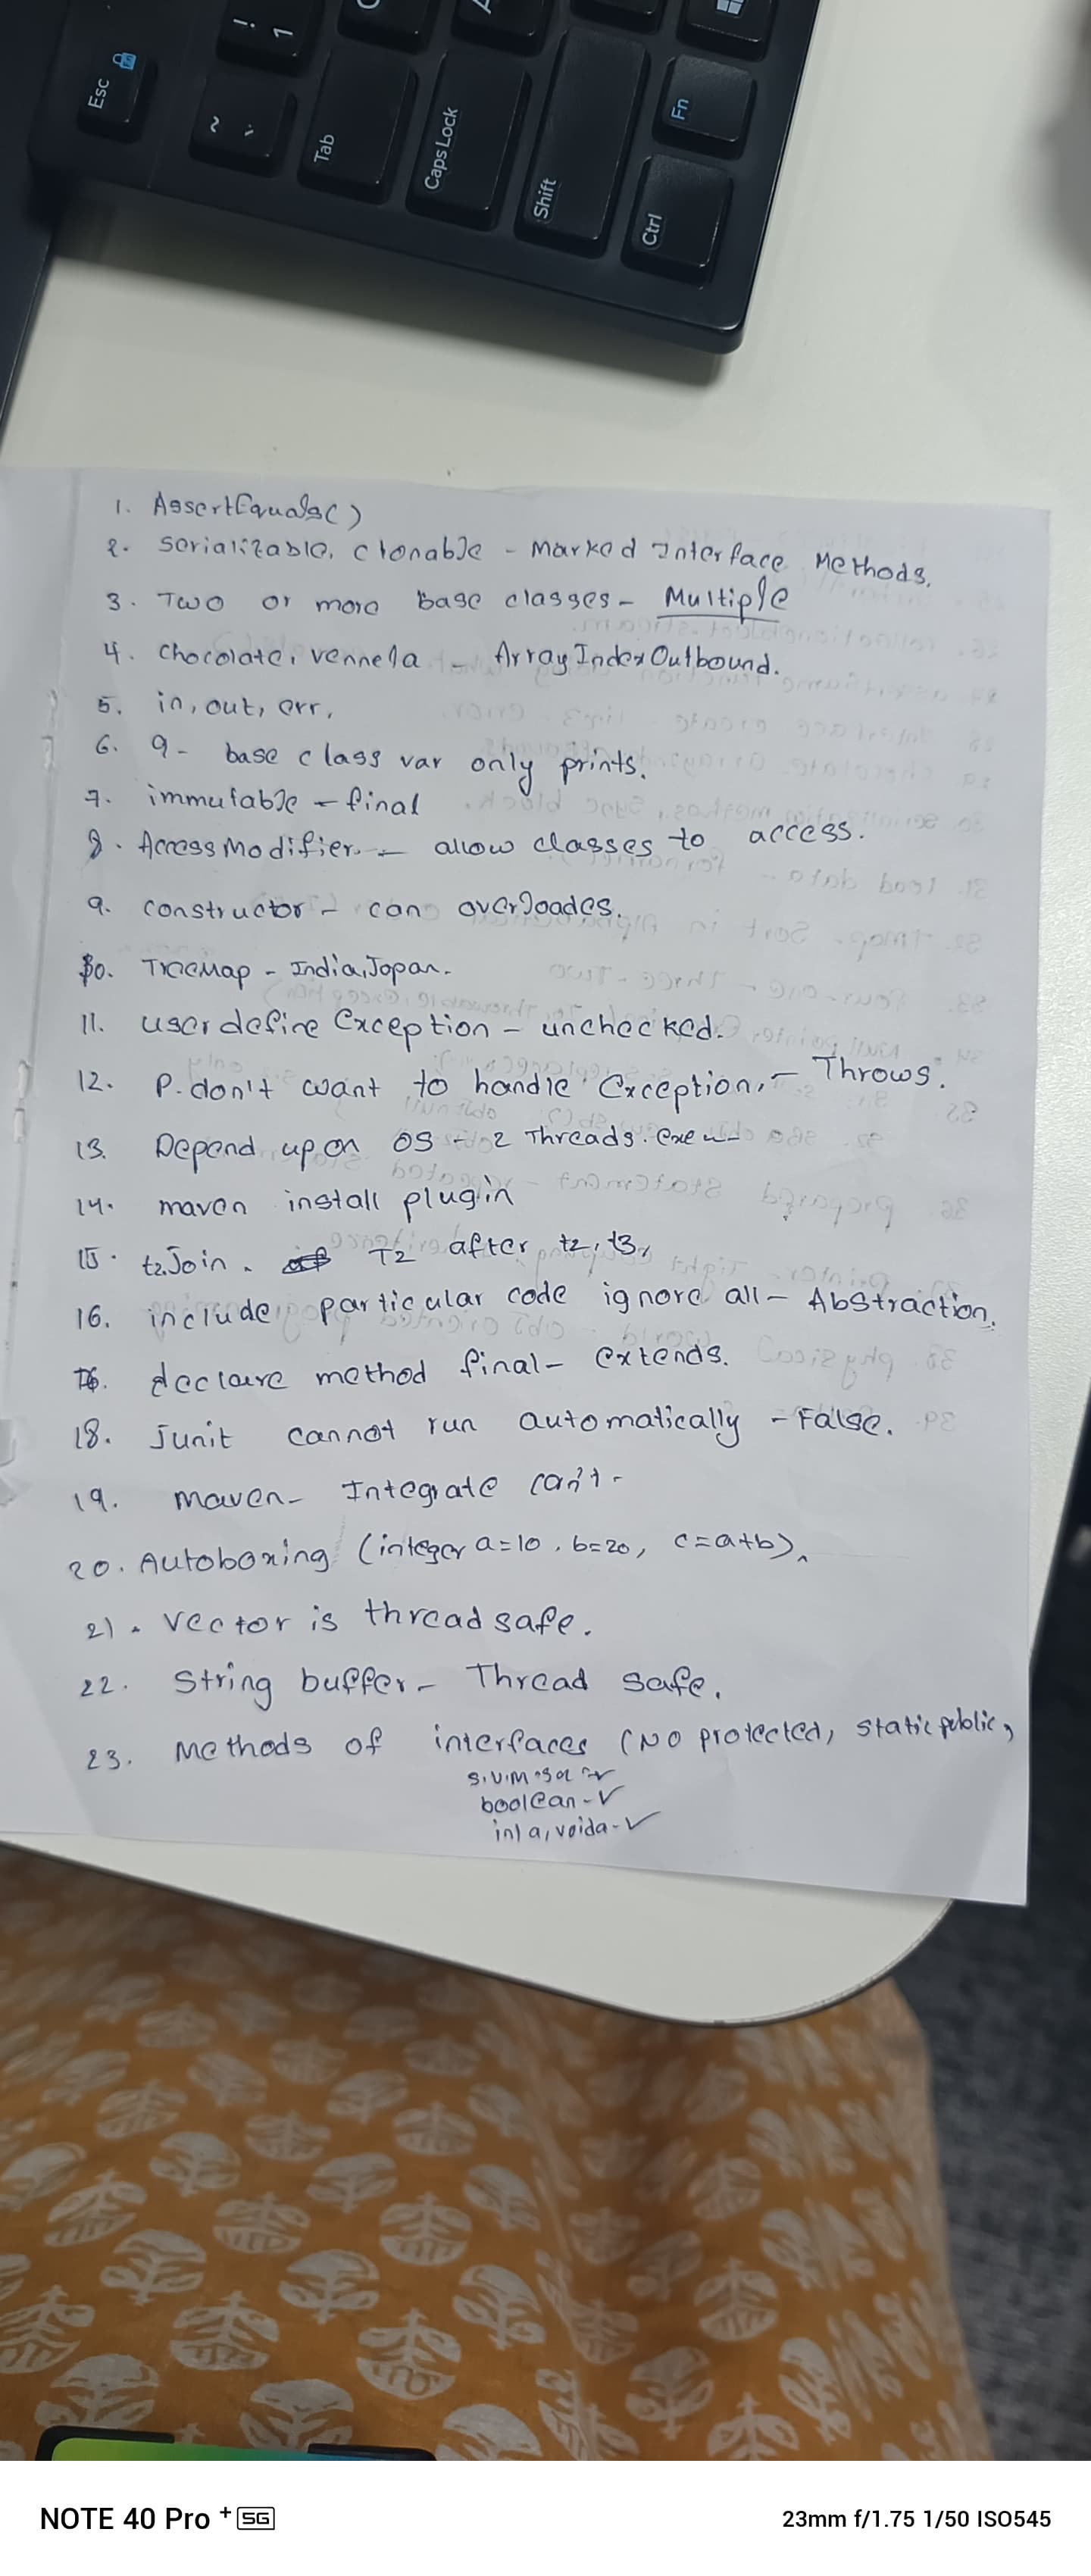 Esc
!
1
~
Tab
Caps Lock
Shift
Fn
Ctrl
1. AssertEquals()
2. Serializable, clonable - Marked Interface Methods.
3. Two or more base classes - Multiple
4. chocolate, vennela - ArrayIndexOutbound.
5. in, out, err,
6. 9 - base class var only prints.
7. immutable - final
8. AccessModifier - allow classes to access.
9. constructor - can overloades.
10. TreeMap - India, Japan.
11. user define Exception - unchecked.
12. P. don't want to handle Exception, - Throws.
13. Depend upon OS - 2 Threads. exeu
14. maven install plugin
15. t2.Join. T2 after t2, t3,
16. include particular code ignore all - Abstraction.
declare method final - extends.
18. junit cannot run automatically - False.
19. maven - Integrate can't -
20. Autoboxing (integer a=10, b=20, c=a+b).
21. vector is thread safe.
22. String buffer - Thread safe.
23. Methods of interfaces (No protected, static public,
S.V.M
boolean - ✓
int a, void a - ✓
NOTE 40 Pro+ 5G
23mm f/1.75 1/50 ISO545